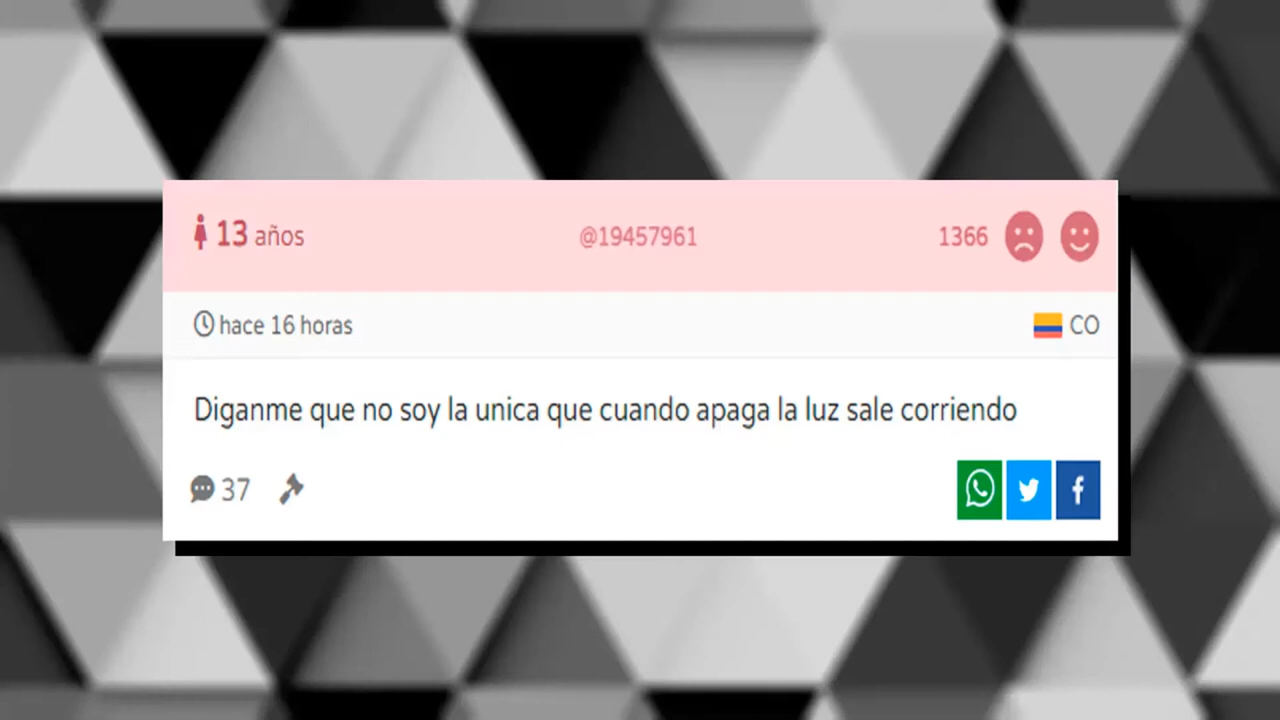 13 años @19457961 1366
hace 16 horas CO
Diganme que no soy la unica que cuando apaga la luz sale corriendo
37